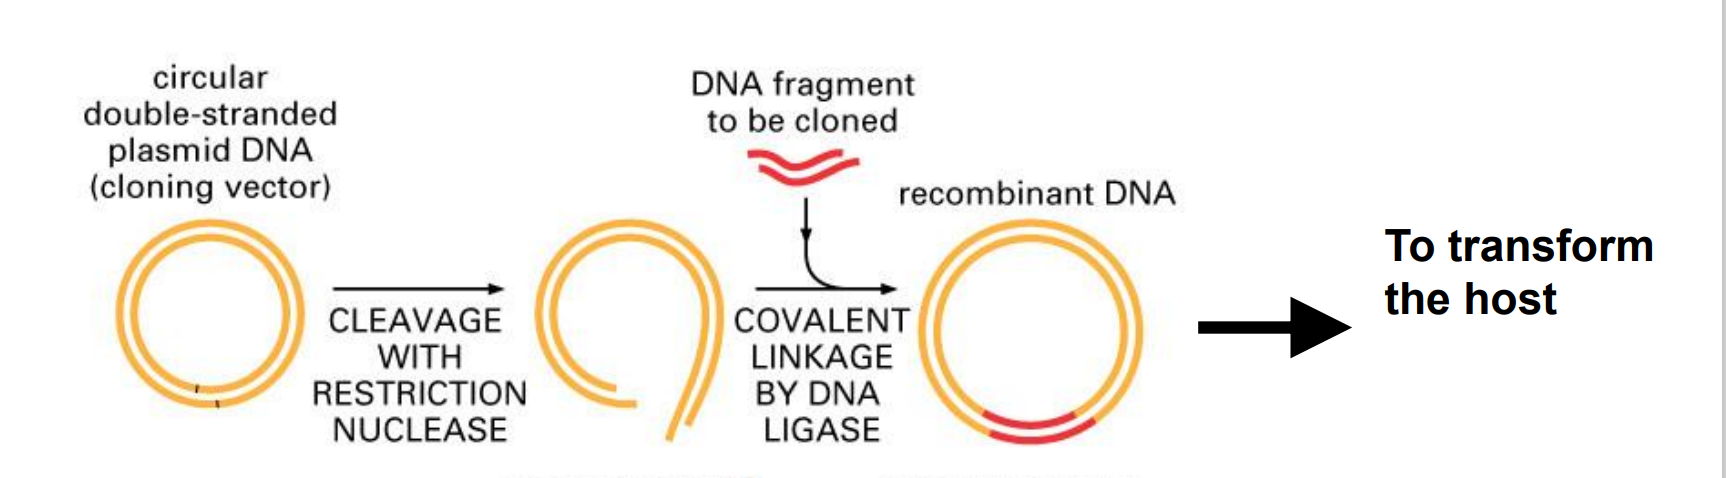 circular
double-stranded
plasmid DNA
(cloning vector)
CLEAVAGE
WITH
RESTRICTION
NUCLEASE
DNA fragment
to be cloned
COVALENT
LINKAGE
BY DNA
LIGASE
recombinant DNA
To transform
the host